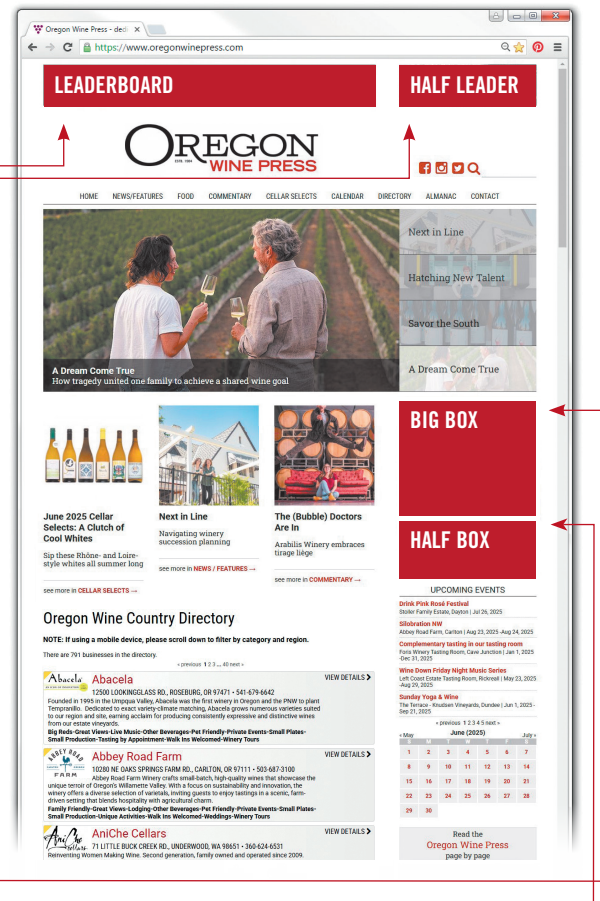 Oregon Wine Press - dedi
https://www.oregonwinepress.com
LEADERBOARD
HALF LEADER
OREGON
ESTD. 1984
WINE PRESS
HOME NEWS/FEATURES FOOD COMMENTARY CELLAR SELECTS CALENDAR DIRECTORY ALMANAC CONTACT
A Dream Come True
How tragedy united one family to achieve a shared wine goal
Next in Line
Hatching New Talent
Savor the South
A Dream Come True
BIG BOX
HALF BOX
June 2025 Cellar
Selects: A Clutch of
Cool Whites
Sip these Rhône- and Loire-
style whites all summer long
see more in CELLAR SELECTS →
Next in Line
Navigating winery
succession planning
see more in NEWS / FEATURES →
The (Bubble) Doctors
Are In
Arabilis Winery embraces
tirage liège
see more in COMMENTARY →
Oregon Wine Country Directory
NOTE: If using a mobile device, please scroll down to filter by category and region.
There are 791 businesses in the directory.
« previous 1 2 3 ... 40 next »
Abacela
Abacela
VIEW DETAILS
12500 LOOKINGGLASS RD., ROSEBURG, OR 97471 • 541-679-6642
Founded in 1995 in the Umpqua Valley, Abacela was the first winery in Oregon and the PNW to plant
Tempranillo. Dedicated to exact variety-climate matching, Abacela grows numerous varieties suited
to our region and site, earning acclaim for producing consistently expressive and distinctive wines
from our estate vineyards.
Big Reds-Great Views-Live Music-Other Beverages-Pet Friendly-Private Events-Small Plates-
Small Production-Tasting by Appointment-Walk Ins Welcomed-Winery Tours
ABBEY ROAD
FARM
Abbey Road Farm
VIEW DETAILS
10280 NE OAKS SPRINGS FARM RD., CARLTON, OR 97111 • 503-687-3100
Abbey Road Farm Winery crafts small-batch, high-quality wines that showcase the
unique terroir of Oregon's Willamette Valley. With a focus on sustainability and innovation, the
winery offers a diverse selection of varietals, inviting guests to enjoy tastings in a scenic, farm-
driven setting that blends hospitality with agricultural charm.
Family Friendly-Great Views-Lodging-Other Beverages-Pet Friendly-Private Events-Small Plates-
Small Production-Unique Activities-Walk Ins Welcomed-Weddings-Winery Tours
AniChe
Cellars
AniChe Cellars
VIEW DETAILS
71 LITTLE BUCK CREEK RD., UNDERWOOD, WA 98651 • 360-624-6531
Reinventing Women Making Wine. Second generation, family owned and operated since 2009.
UPCOMING EVENTS
Drink Pink Rosé Festival
Stoller Family Estate, Dayton | Jul 26, 2025
Silobration NW
Abbey Road Farm, Carlton | Aug 23, 2025 -Aug 24, 2025
Complementary tasting in our tasting room
Foris Winery Tasting Room, Cave Junction | Jan 1, 2025
-Dec 31, 2025
Wine Down Friday Night Music Series
Left Coast Estate Tasting Room, Rickreall | May 23, 2025
-Aug 29, 2025
Sunday Yoga & Wine
The Terrace - Knudsen Vineyards, Dundee | Jun 1, 2025 -
Sep 21, 2025
« previous 1 2 3 4 5 next »
« May June (2025) July »
S M T W T F S
1 2 3 4 5 6 7
8 9 10 11 12 13 14
15 16 17 18 19 20 21
22 23 24 25 26 27 28
29 30
Read the
Oregon Wine Press
page by page